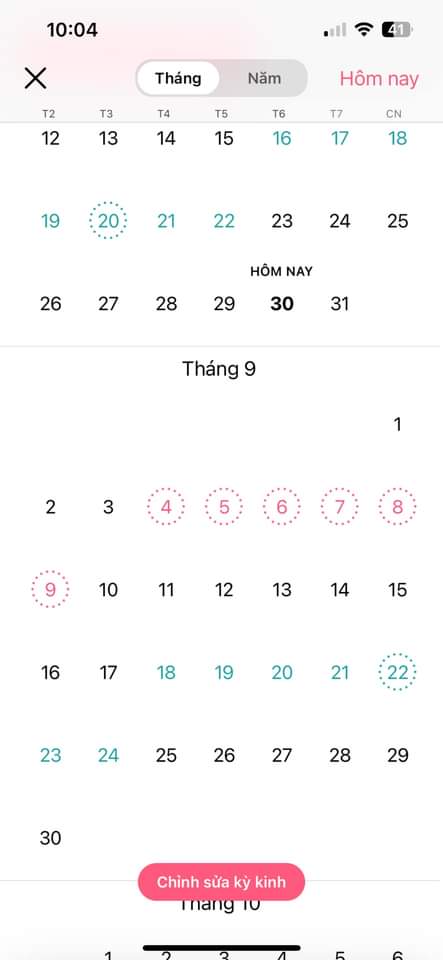 10:04
41
Tháng Năm Hôm nay
T2 T3 T4 T5 T6 T7 CN
12 13 14 15 16 17 18
19 20 21 22 23 24 25
HÔM NAY
26 27 28 29 30 31
Tháng 9
1
2 3 4 5 6 7 8
9 10 11 12 13 14 15
16 17 18 19 20 21 22
23 24 25 26 27 28 29
30
Chỉnh sửa kỳ kinh
Tháng 10
1 2 3 4 5 6